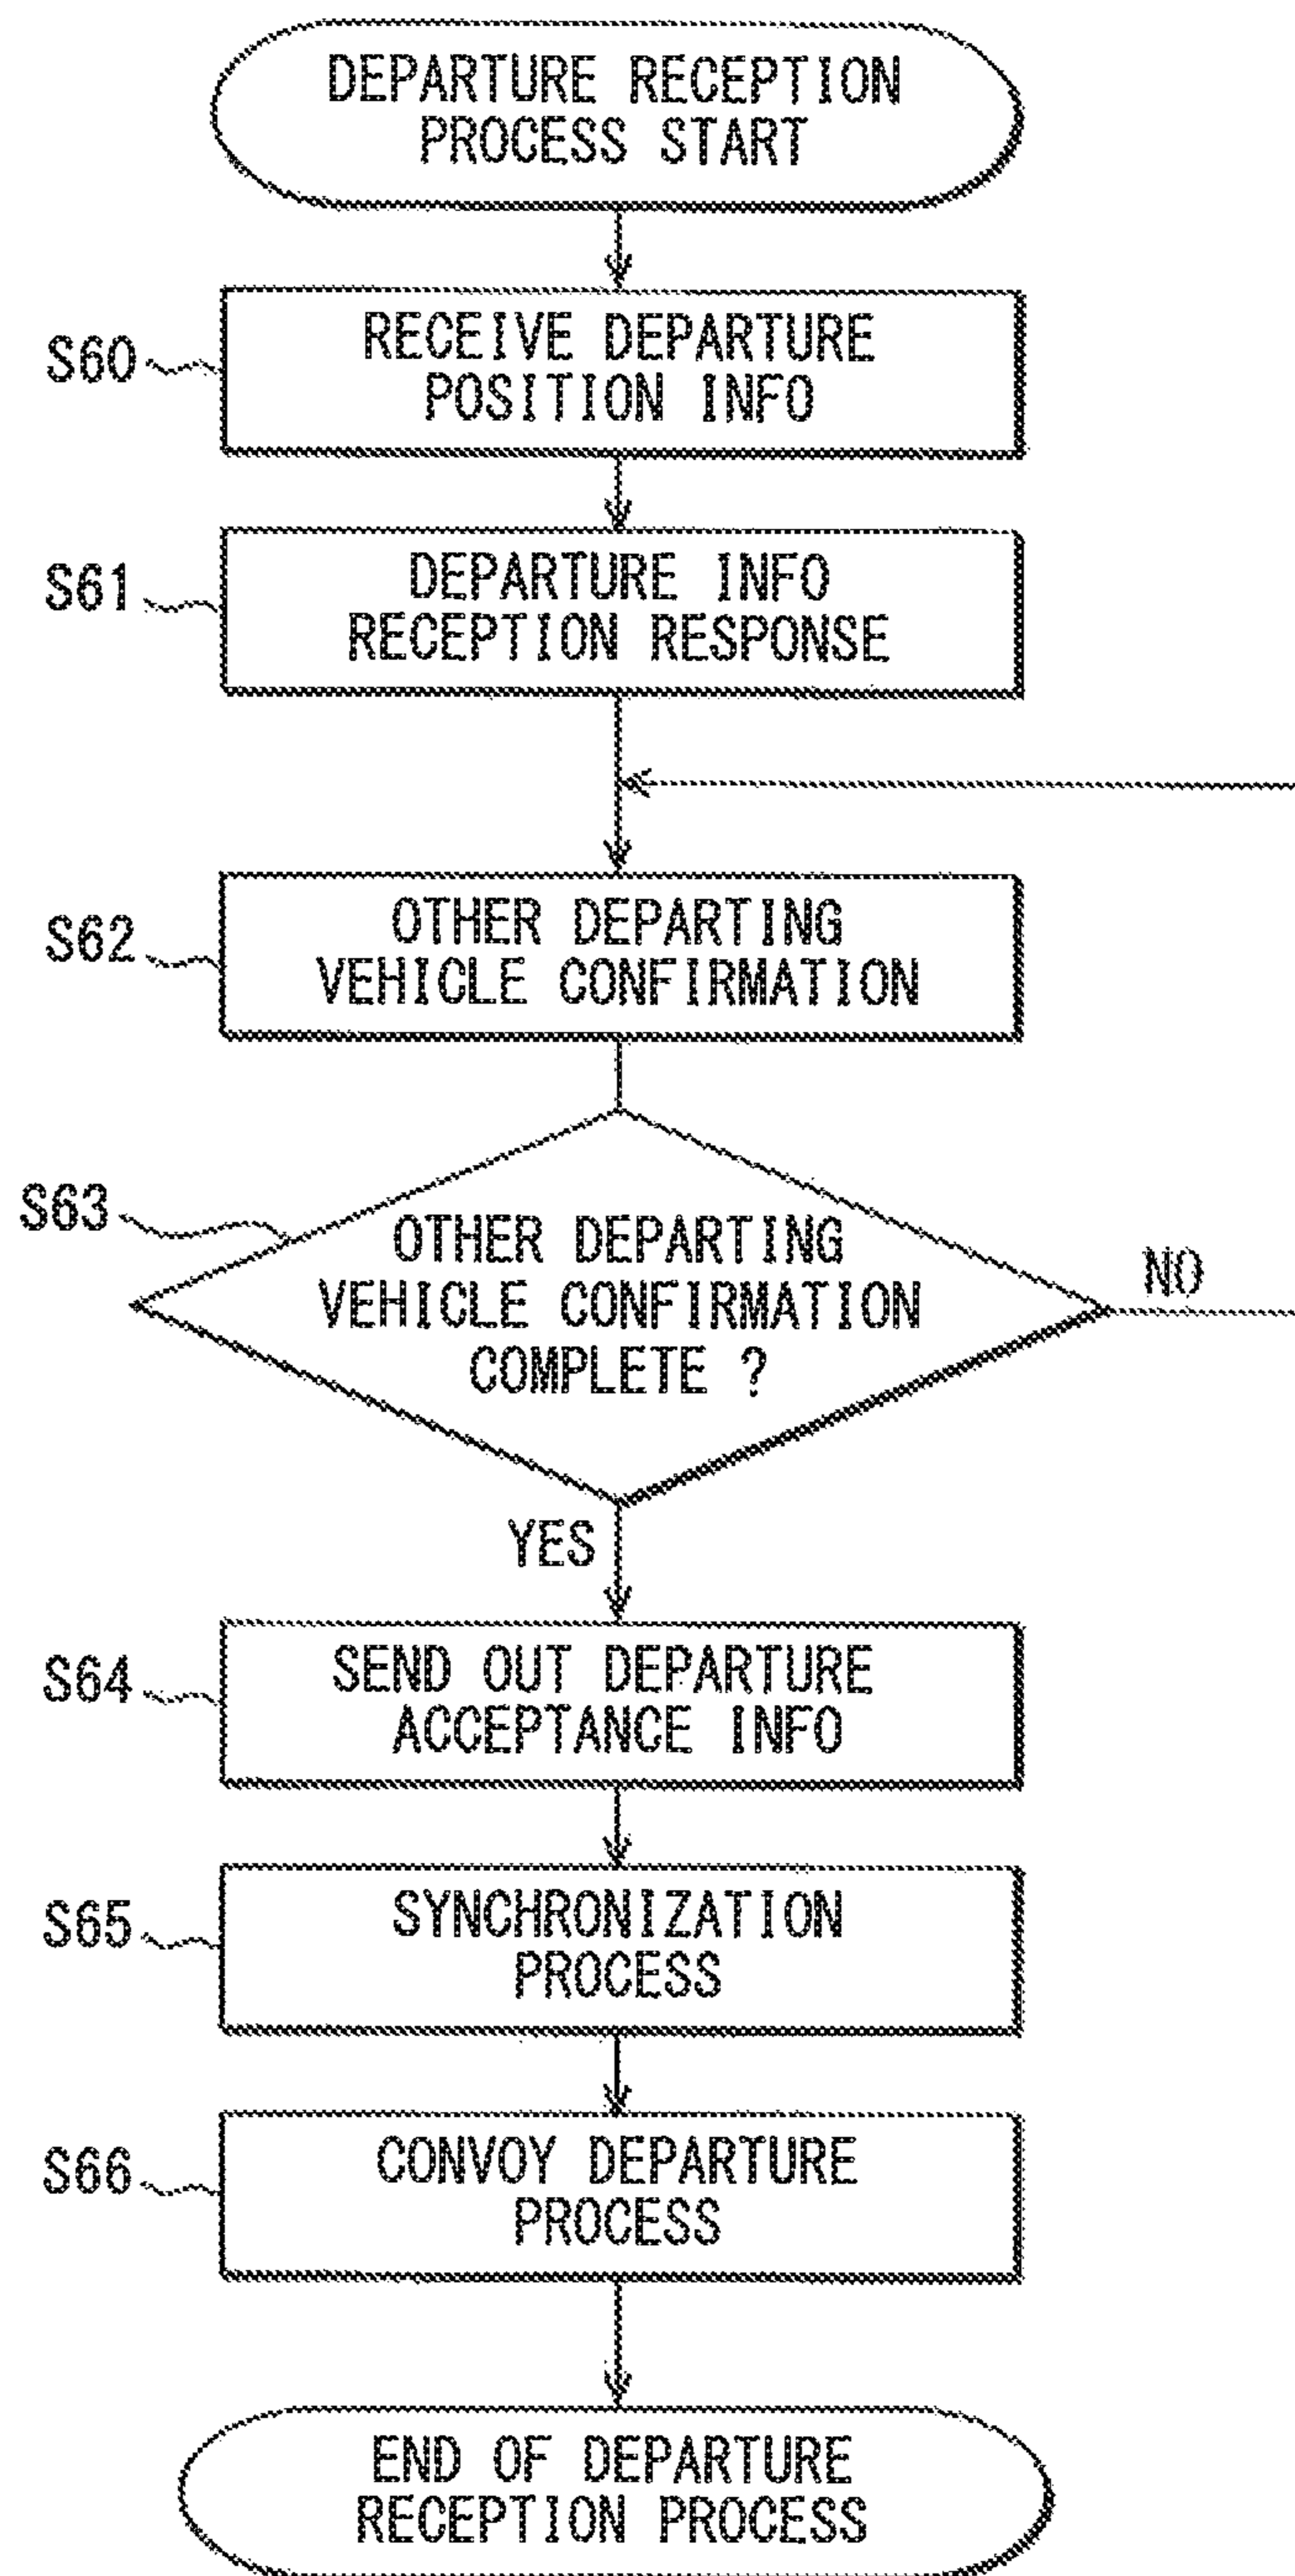 DEPARTURE RECEPTION
PROCESS START
S60
RECEIVE DEPARTURE
POSITION INFO
S61
DEPARTURE INFO
RECEPTION RESPONSE
S62
OTHER DEPARTING
VEHICLE CONFIRMATION
S63
OTHER DEPARTING
VEHICLE CONFIRMATION
COMPLETE ?
NO
YES
S64
SEND OUT DEPARTURE
ACCEPTANCE INFO
S65
SYNCHRONIZATION
PROCESS
S66
CONVOY DEPARTURE
PROCESS
END OF DEPARTURE
RECEPTION PROCESS